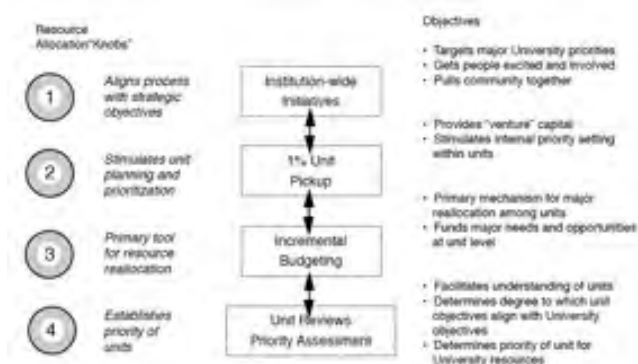 Resource
Allocation "Knobs"
Objectives
1
Aligns process
with strategic
objectives
Institution-wide
Initiatives
• Targets major University priorities
• Gets people excited and involved
• Pulls community together
2
Stimulates unit
planning and
prioritization
1% Unit
Pickup
• Provides "venture" capital
• Stimulates internal priority setting
within units
3
Primary tool
for resource
reallocation
Incremental
Budgeting
• Primary mechanism for major
reallocation among units
• Funds major needs and opportunities
at unit level
4
Establishes
priority of
units
Unit Reviews
Priority Assessment
• Facilitates understanding of units
• Determines degree to which unit
objectives align with University
objectives
• Determines priority of unit for
University resources